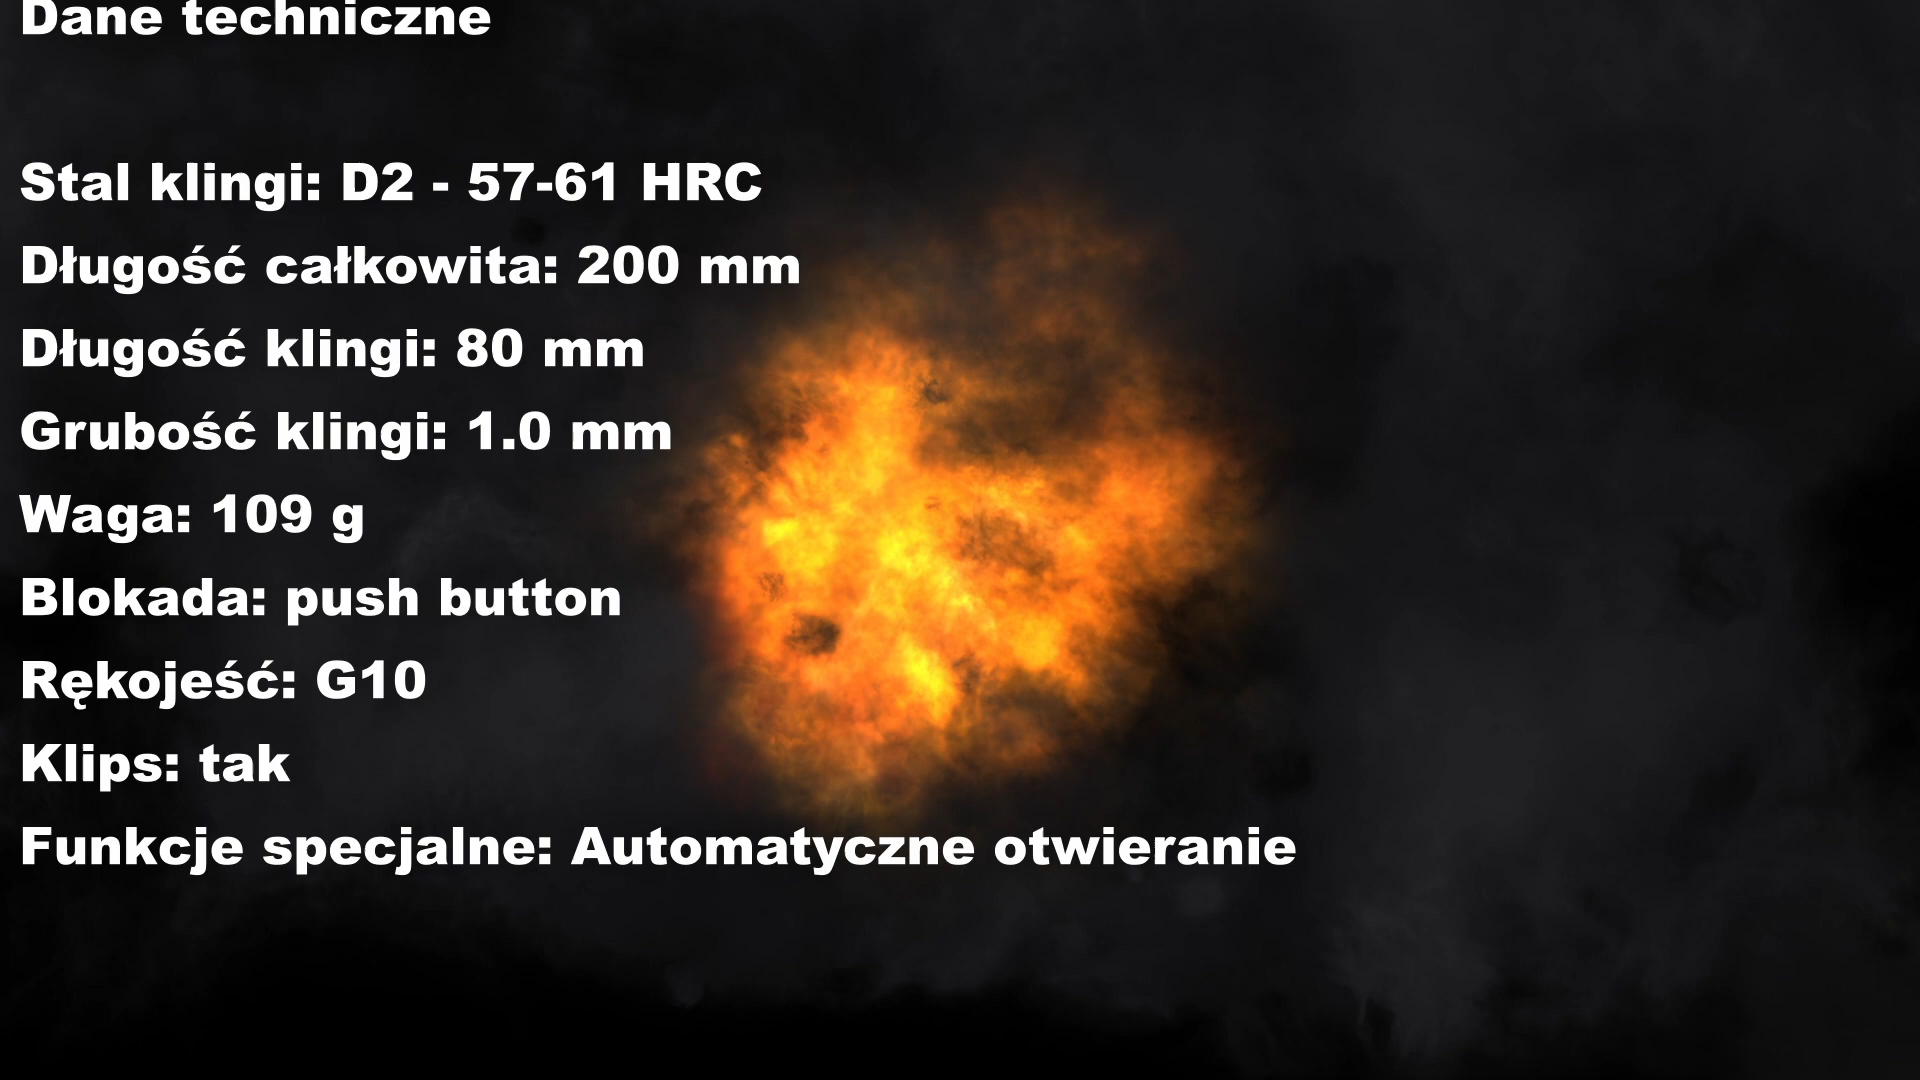 Dane techniczne
Stal klingi: D2 - 57-61 HRC
Długość całkowita: 200 mm
Długość klingi: 80 mm
Grubość klingi: 1.0 mm
Waga: 109 g
Blokada: push button
Rękojeść: G10
Klips: tak
Funkcje specjalne: Automatyczne otwieranie